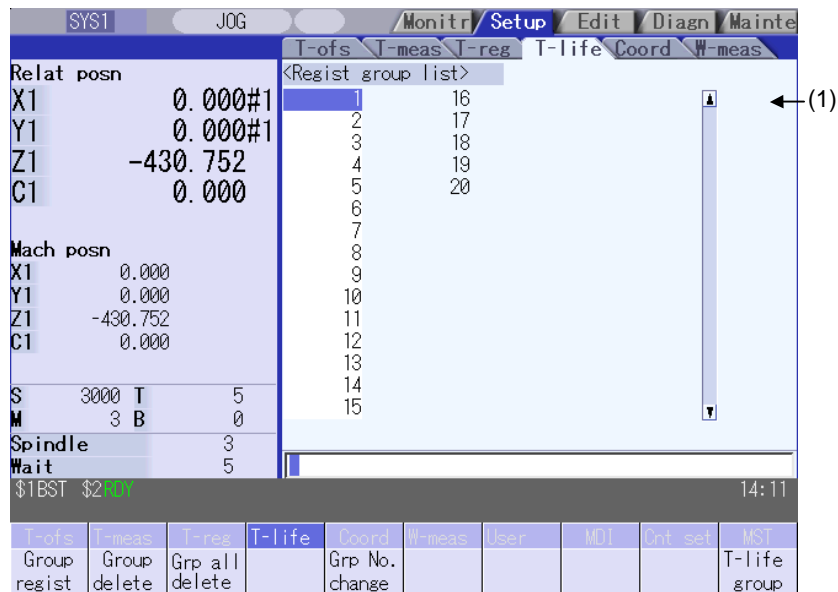 SYS1 JOG Monitr Setup Edit Diagn Mainte
T-ofs T-meas T-reg T-life Coord W-meas
Relat posn
X1 0.000#1
Y1 0.000#1
Z1 -430.752
C1 0.000
Mach posn
X1 0.000
Y1 0.000
Z1 -430.752
C1 0.000
S 3000 T 5
M 3 B 0
Spindle 3
Wait 5
<Regist group list>
1 16
2 17
3 18
4 19
5 20
6
7
8
9
10
11
12
13
14
15
(1)
$1BST $2RDY 14:11
T-ofs T-meas T-reg T-life Coord W-meas User MDI Cnt set MST
Group Group Grp all Grp No. T-life
regist delete delete change group